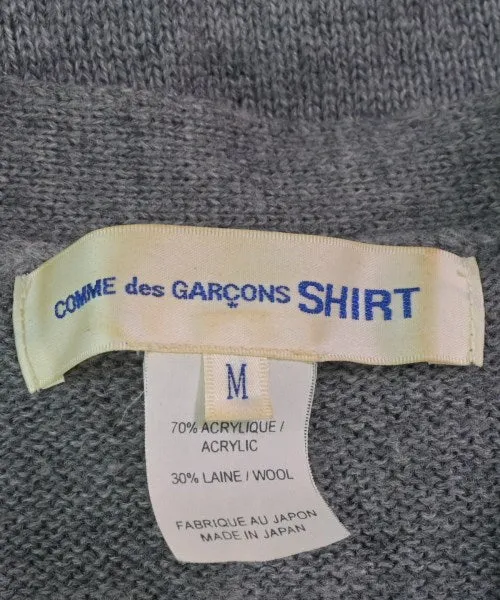 COMME des GARÇONS SHIRT
M
70% ACRYLIQUE /
ACRYLIC
30% LAINE / WOOL
FABRIQUE AU JAPON
MADE IN JAPAN